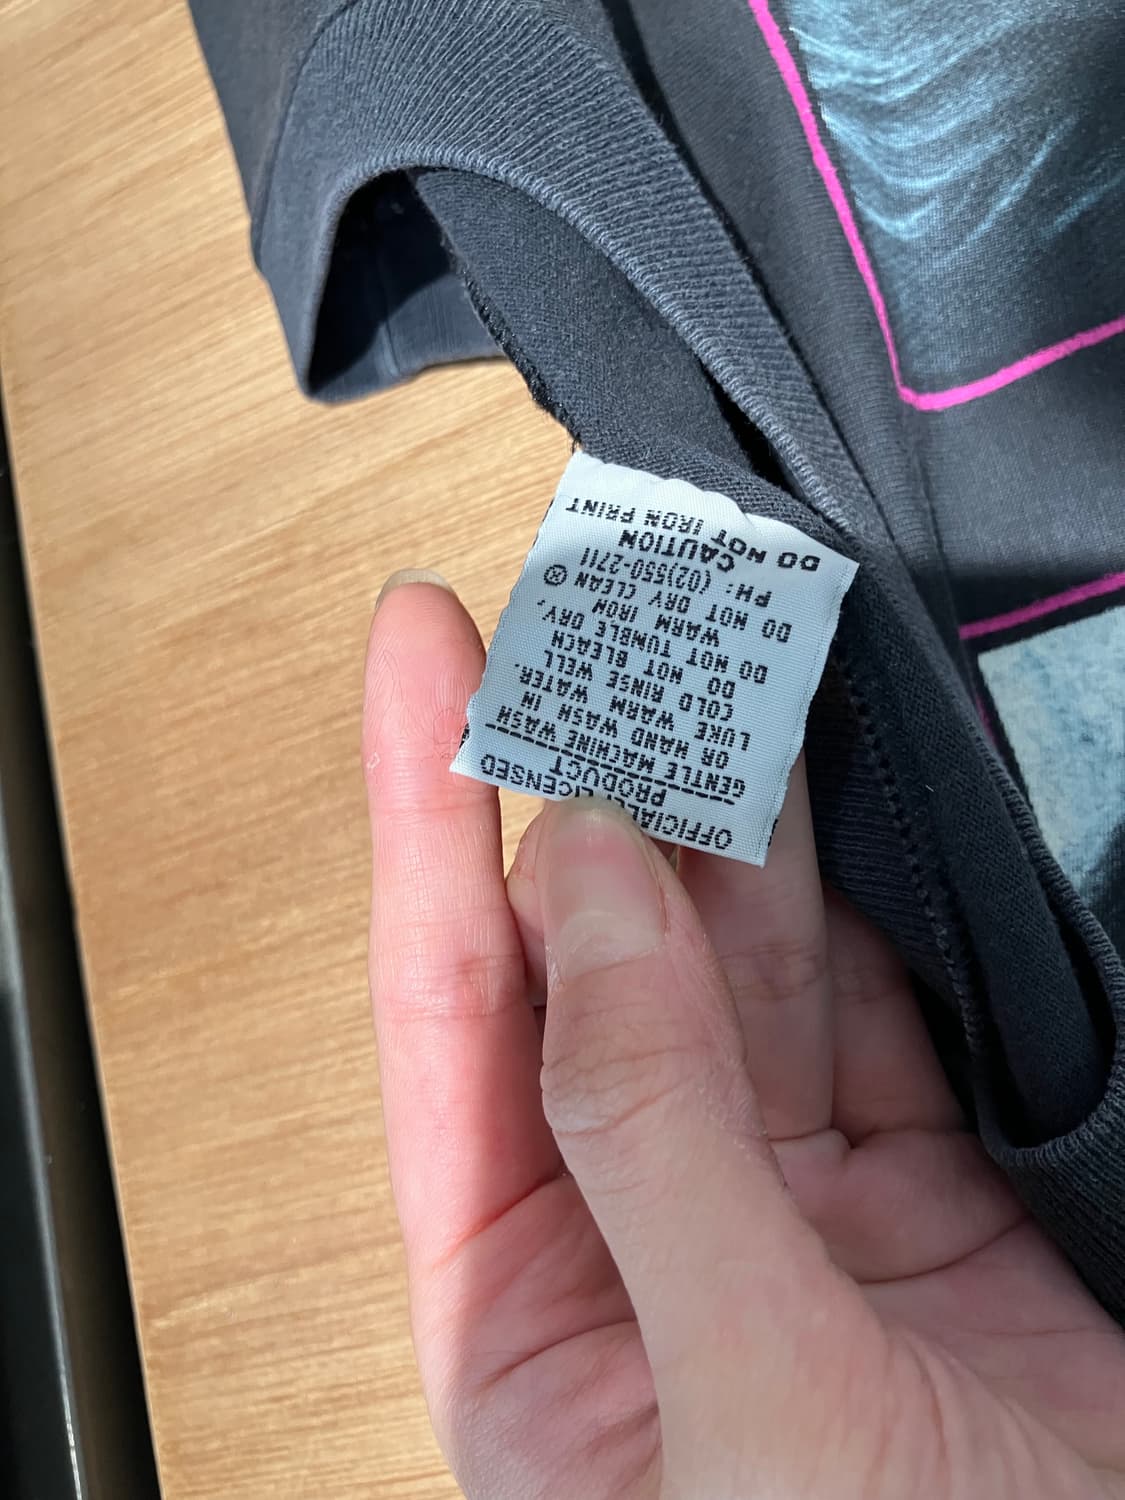 OFFICIALLY LICENSED
PRODUCT
GENTLE MACHINE WASH
OR HAND WASH IN
LUKE WARM WATER.
COLD RINSE WELL
DO NOT BLEACH
DO NOT TUMBLE DRY.
WARM IRON
DO NOT DRY CLEAN ⓧ
PH: (02)550-2711
CAUTION
DO NOT IRON PRINT